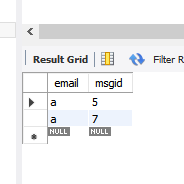 Result Grid Filter R
email msgid
a 5
a 7
NULL NULL